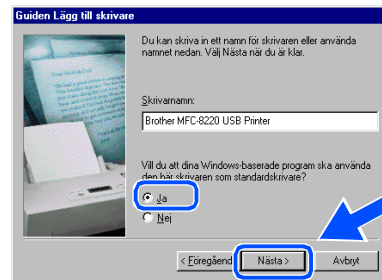 Guiden Lägg till skrivare
Du kan skriva in ett namn för skrivaren eller använda
namnet nedan. Välj Nästa när du är klar.
Skrivarnamn:
Brother MFC-8220 USB Printer
Vill du att dina Windows-baserade program ska använda
den här skrivaren som standardskrivare?
Ja
Nej
< Föregåend
Nästa >
Avbryt